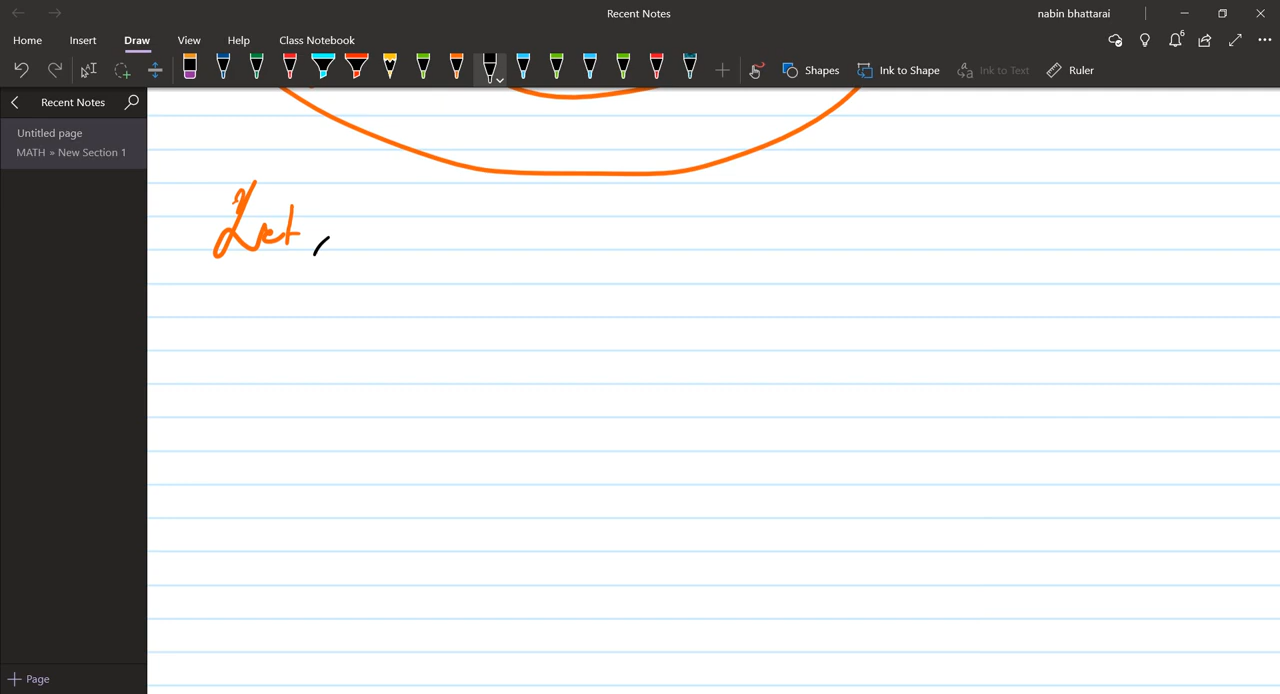 Recent Notes
nabin bhattarai
Home Insert Draw View Help Class Notebook
6
Shapes Ink to Shape Ink to Text Ruler
Recent Notes
Untitled page
MATH » New Section 1
Let
Page